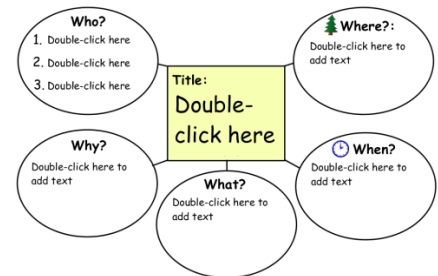 Who?
1. Double-click here
2. Double-click here
3. Double-click here
Where?:
Double-click here to
add text
Title:
Double-
click here
Why?
Double-click here to
add text
What?
Double-click here to
add text
When?
Double-click here to
add text